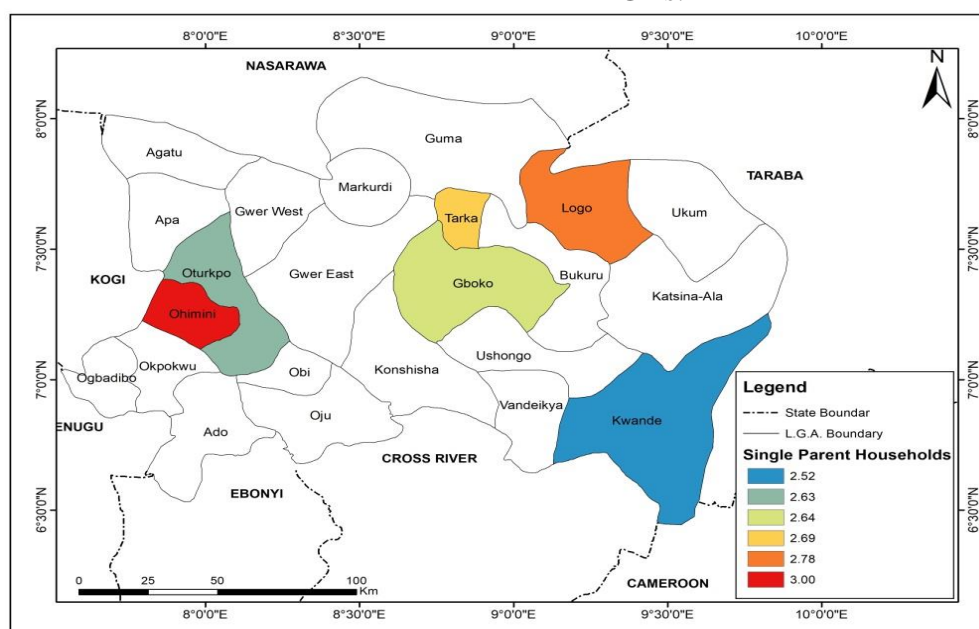 8°0'0"E
8°30'0"E
9°0'0"E
9°30'0"E
10°0'0"E
NASARAWA
N
8°0'0"N
8°0'0"N
Guma
Agatu
Markurdi
TARABA
Apa
Gwer West
Tarka
Logo
Ukum
7°30'0"N
7°30'0"N
KOGI
Oturkpo
Gwer East
Gboko
Bukuru
Katsina-Ala
Ohimini
Ushongo
Okpokwu
Obi
Konshisha
Ogbadibo
7°0'0"N
7°0'0"N
Vandeikya
Kwande
Oju
ENUGU
Ado
CROSS RIVER
EBONYI
6°30'0"N
6°30'0"N
CAMEROON
Legend
State Boundar
L.G.A. Boundary
Single Parent Households
2.52
2.63
2.64
2.69
2.78
3.00
0 25 50 100
Km
8°0'0"E
8°30'0"E
9°0'0"E
9°30'0"E
10°0'0"E